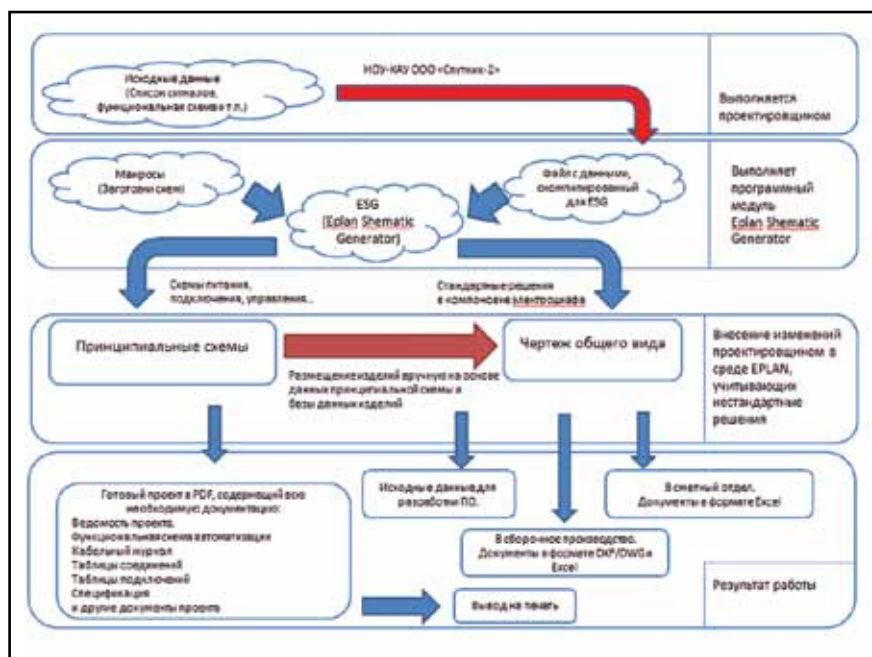 Исходные данные
(Список сигналов,
функциональная схема и т.п.)
НОУ-КАУ ООО «Спутник-2»
Выполняется
проектировщиком
Макросы
(Заготовки схем)
ESG
(Eplan Shematic
Generator)
Файл с данными,
скомпилированный
для ESG
Выполняет
программный
модуль
Eplan Shematic
Generator
Схемы питания,
подключения, управления...
Стандартные решения
в компоновке электрошкафа
Принципиальные схемы
Чертеж общего вида
Размещение изделий вручную на основе
данных принципиальной схемы и
базы данных изделий
Внесение изменений
проектировщиком в
среде EPLAN,
учитывающих
нестандартные
решения
Готовый проект в PDF, содержащий всю
необходимую документацию:
Ведомость проекта.
Функциональная схема автоматизации
Кабельный журнал
Таблицы соединений
Таблицы подключений
Спецификация
и другие документы проекта
Исходные данные для
разработки ПО.
В сметный отдел.
Документы в формате Excel
В сборочное производство.
Документы в формате DXF/DWG и
Excel
Вывод на печать
Результат работы